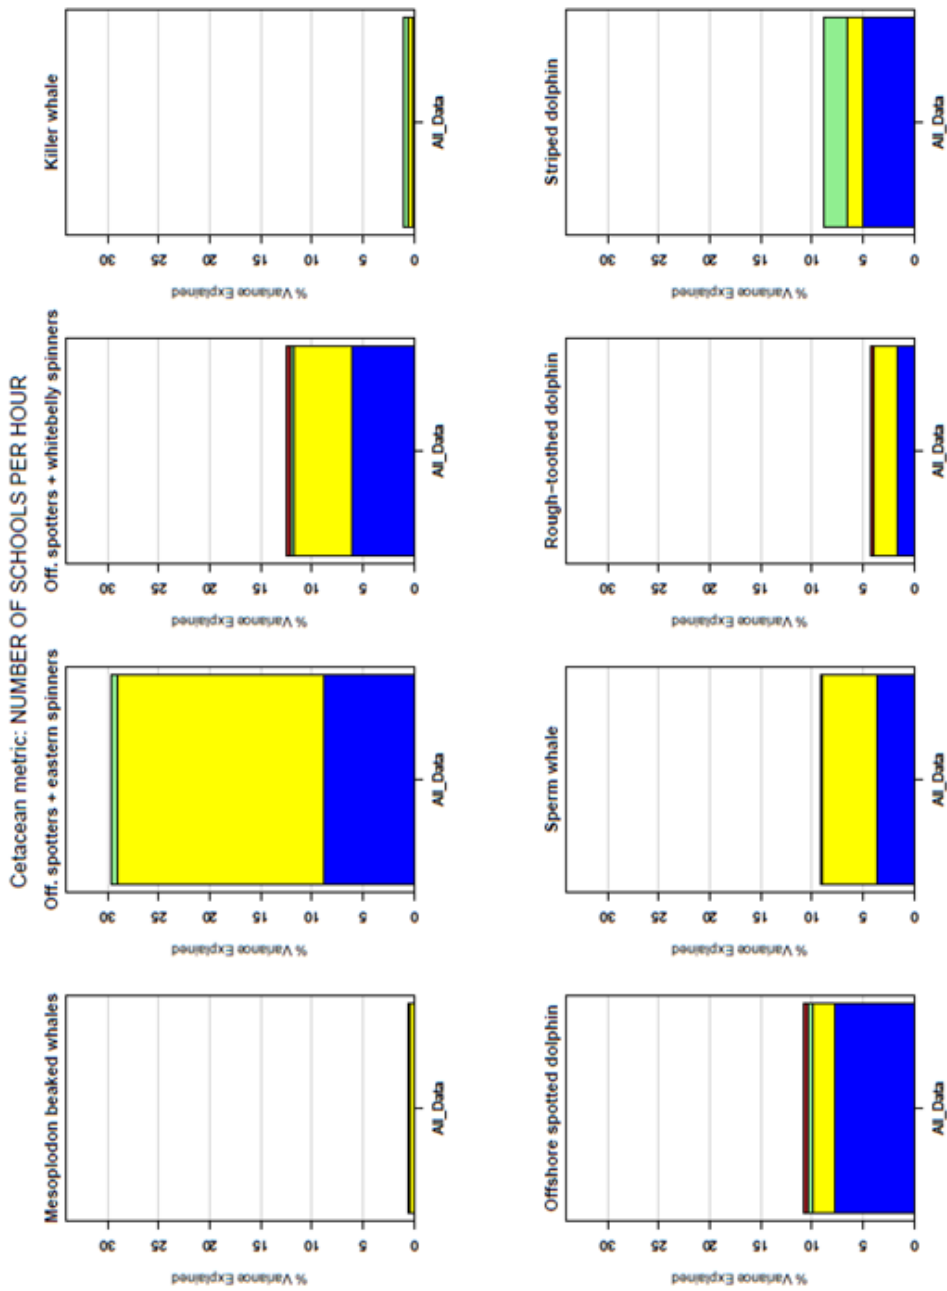 Cetacean metric: NUMBER OF SCHOOLS PER HOUR
Mesoplodon beaked whales
% Variance Explained
30
25
20
15
10
5
0
All_Data
Off. spotters + eastern spinners
% Variance Explained
30
25
20
15
10
5
0
All_Data
Off. spotters + whitebelly spinners
% Variance Explained
30
25
20
15
10
5
0
All_Data
Killer whale
% Variance Explained
30
25
20
15
10
5
0
All_Data
Offshore spotted dolphin
% Variance Explained
30
25
20
15
10
5
0
All_Data
Sperm whale
% Variance Explained
30
25
20
15
10
5
0
All_Data
Rough-toothed dolphin
% Variance Explained
30
25
20
15
10
5
0
All_Data
Striped dolphin
% Variance Explained
30
25
20
15
10
5
0
All_Data